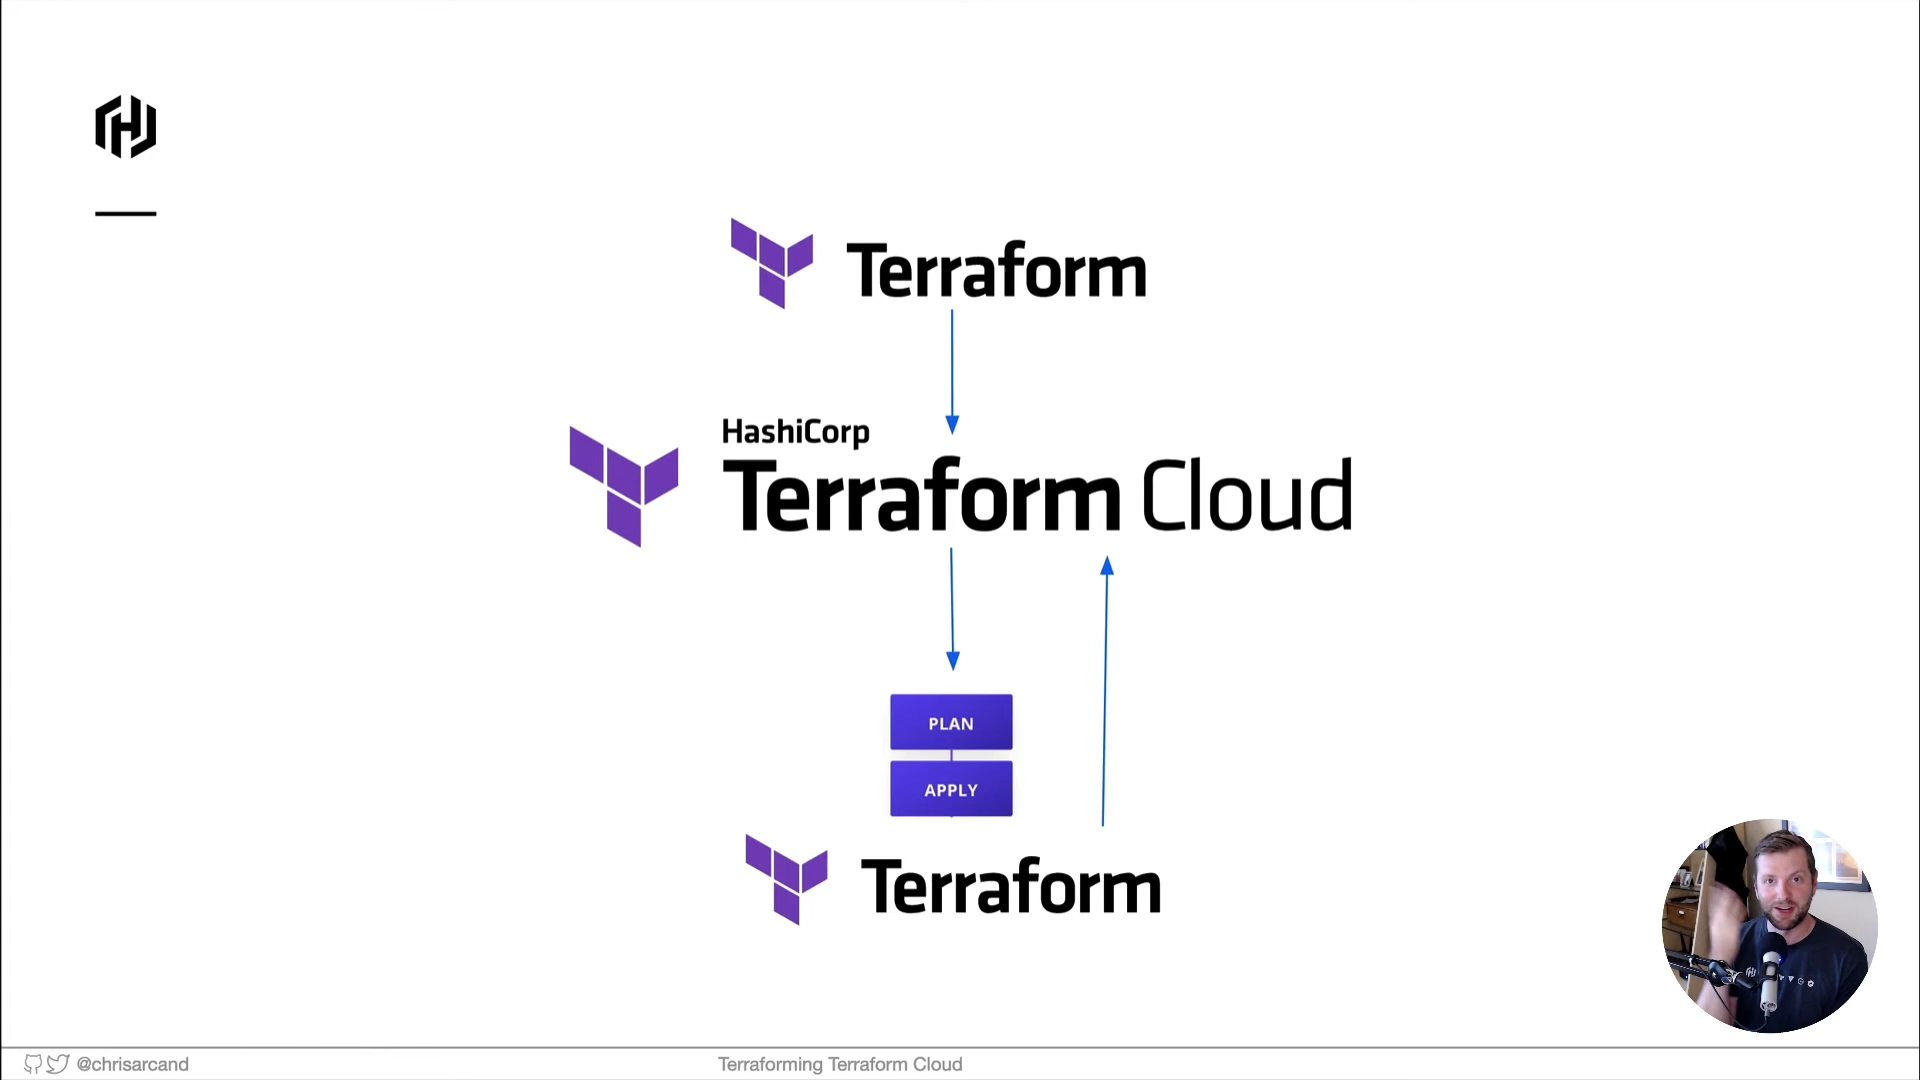 Terraform
HashiCorp
Terraform Cloud
PLAN
APPLY
Terraform
@chrisarcand
Terraforming Terraform Cloud